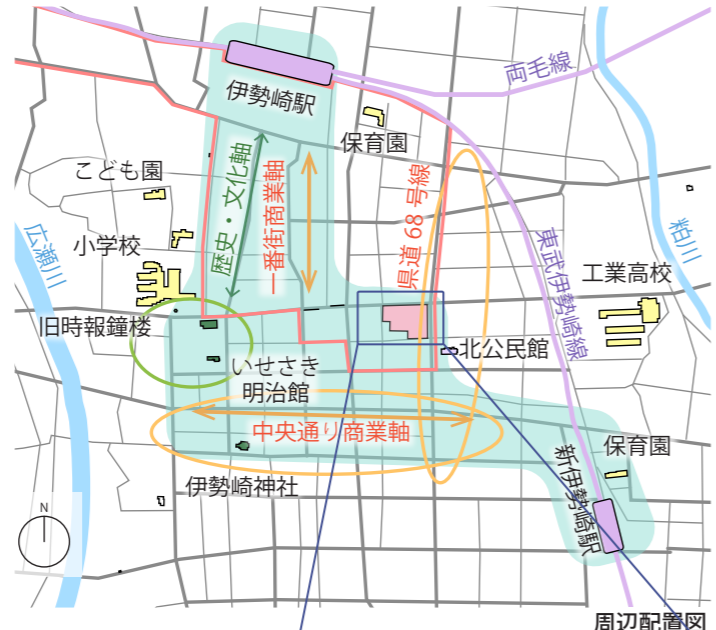 両毛線
伊勢崎駅
保育園
こども園
歴史・文化軸
一番街商業軸
県道 68 号線
粕川
広瀬川
小学校
東武伊勢崎線
工業高校
旧時報鐘楼
いせさき
明治館
北公民館
中央通り商業軸
保育園
伊勢崎神社
新伊勢崎駅
N
周辺配置図